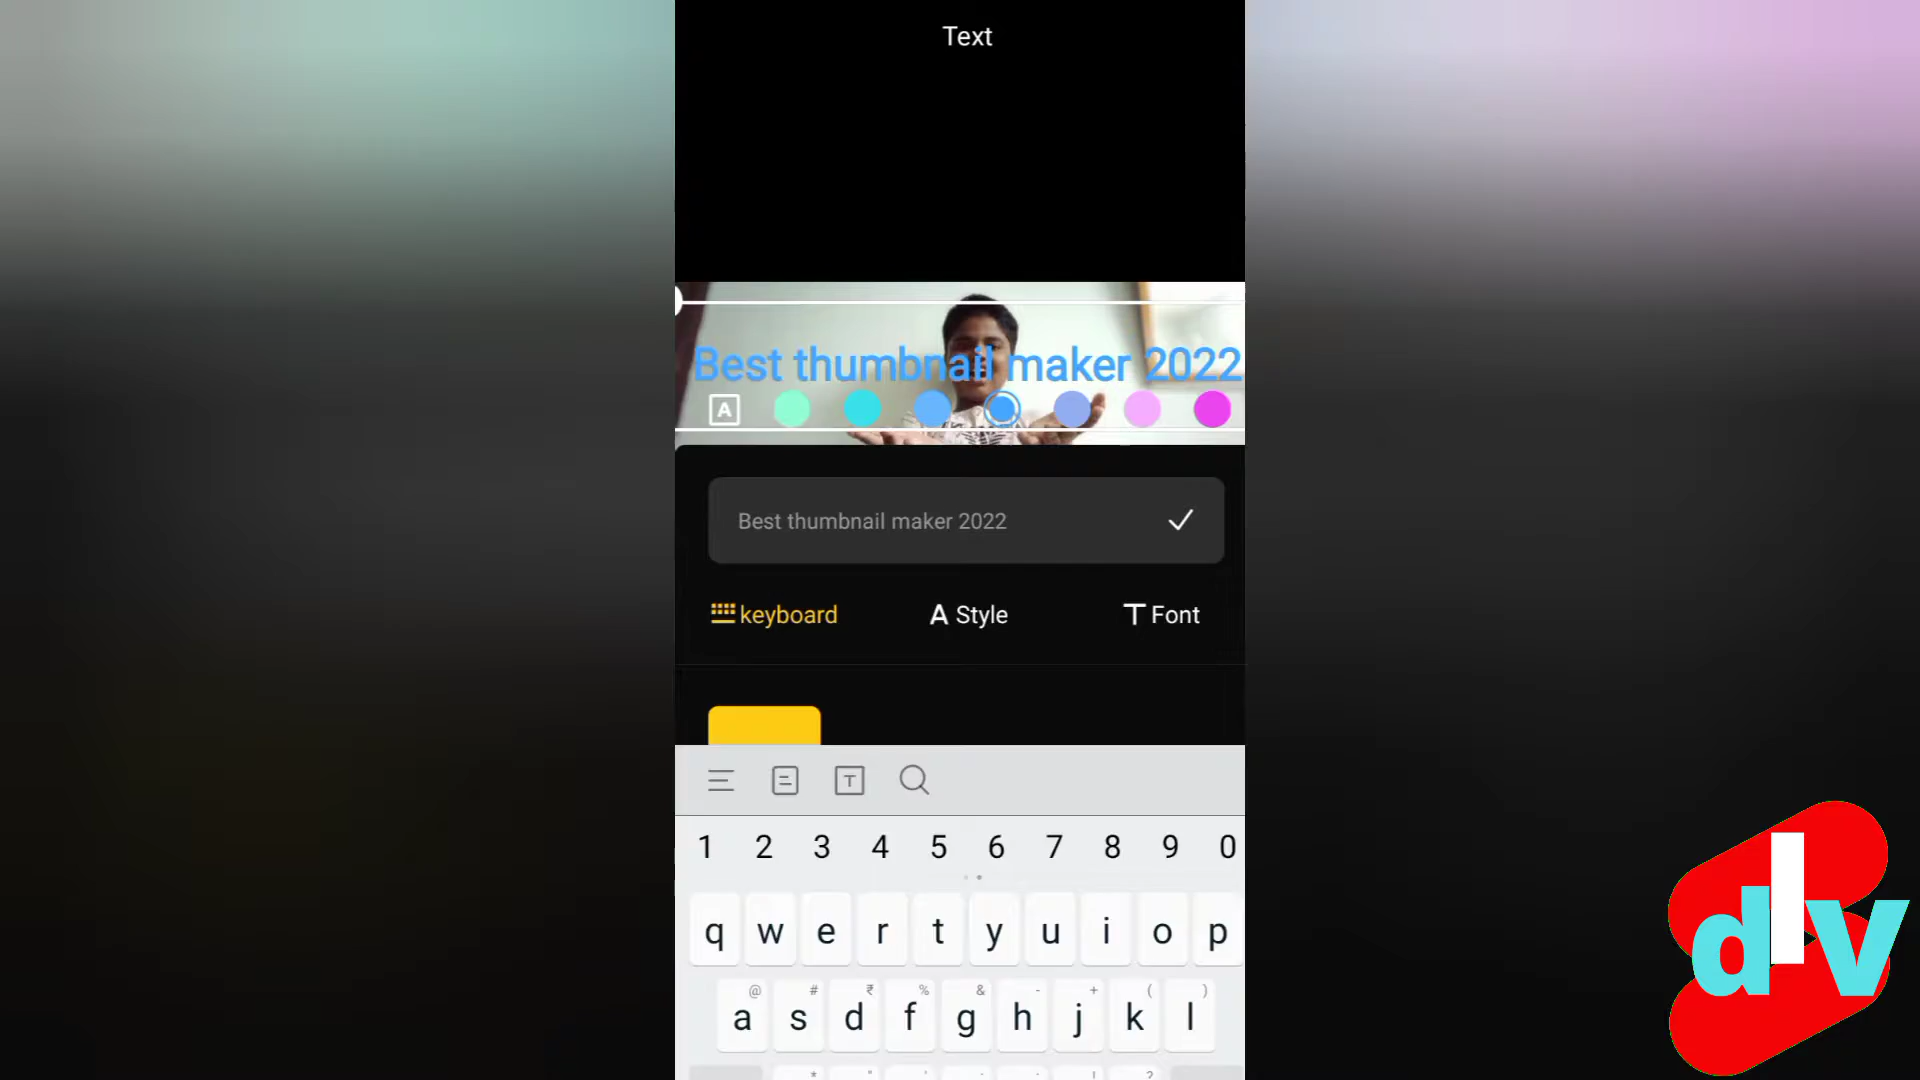 Text
Best thumbnail maker 2022
A
Best thumbnail maker 2022
keyboard
A Style
T Font
T
1 2 3 4 5 6 7 8 9 0
q w e r t y u i o p
@ # ₹ % & - + ( )
a s d f g h j k l
dIv